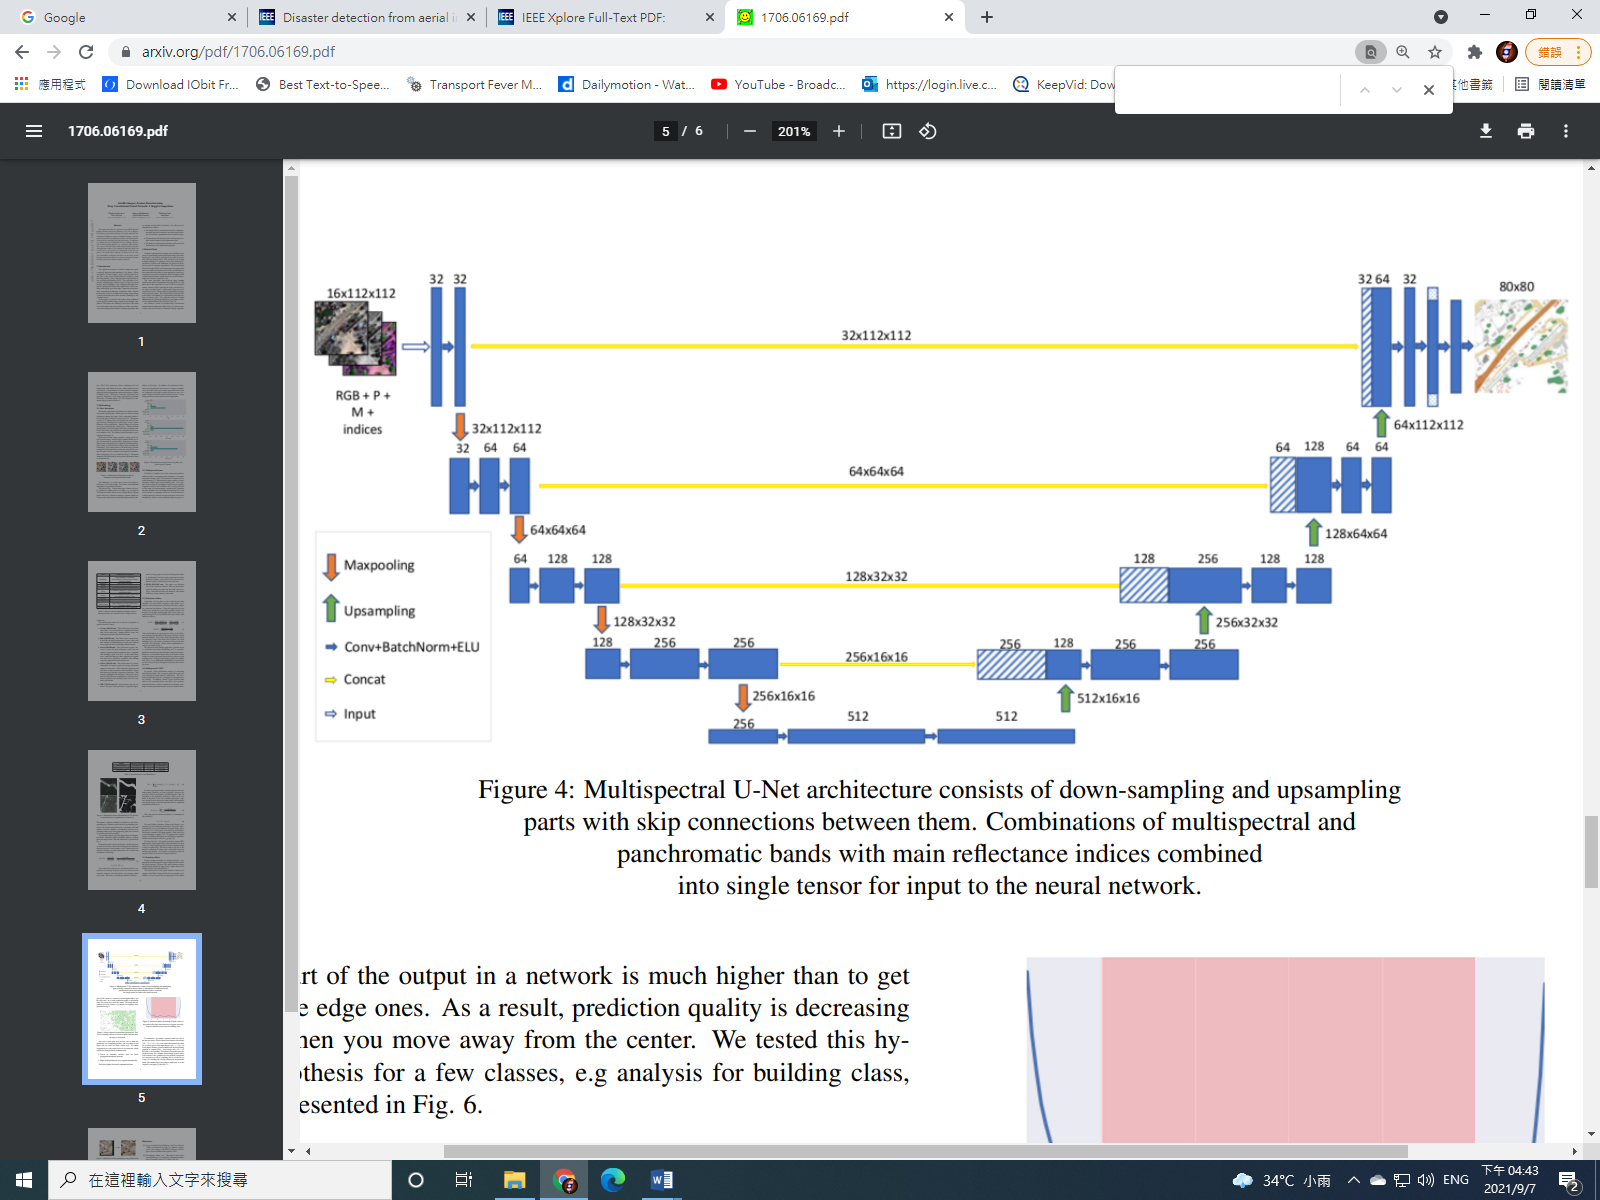 Google
Disaster detection from aerial i
IEEE Xplore Full-Text PDF:
1706.06169.pdf
arxiv.org/pdf/1706.06169.pdf
錯誤
應用程式
Download IObit Fr...
Best Text-to-Spee...
Transport Fever M...
Dailymotion - Wat...
YouTube - Broadc...
https://login.live.c...
KeepVid: Dow
其他書籤
閱讀清單
1706.06169.pdf
5 / 6
201%
1
2
3
4
5
16x112x112
RGB + P +
M +
indices
32 32
32x112x112
32 64 32
80x80
32x112x112
64x112x112
32 64 64
64x64x64
64 128 64 64
64x64x64
128x64x64
64 128 128
128x32x32
128 256 128 128
128x32x32
256x32x32
128 256 256
256x16x16
256 128 256 256
256x16x16
512x16x16
256 512 512
Maxpooling
Upsampling
Conv+BatchNorm+ELU
Concat
Input
Figure 4: Multispectral U-Net architecture consists of down-sampling and upsampling
parts with skip connections between them. Combinations of multispectral and
panchromatic bands with main reflectance indices combined
into single tensor for input to the neural network.
rt of the output in a network is much higher than to get
e edge ones. As a result, prediction quality is decreasing
hen you move away from the center. We tested this hy-
othesis for a few classes, e.g analysis for building class,
esented in Fig. 6.
在這裡輸入文字來搜尋
34°C 小雨
ENG
下午 04:43
2021/9/7
2